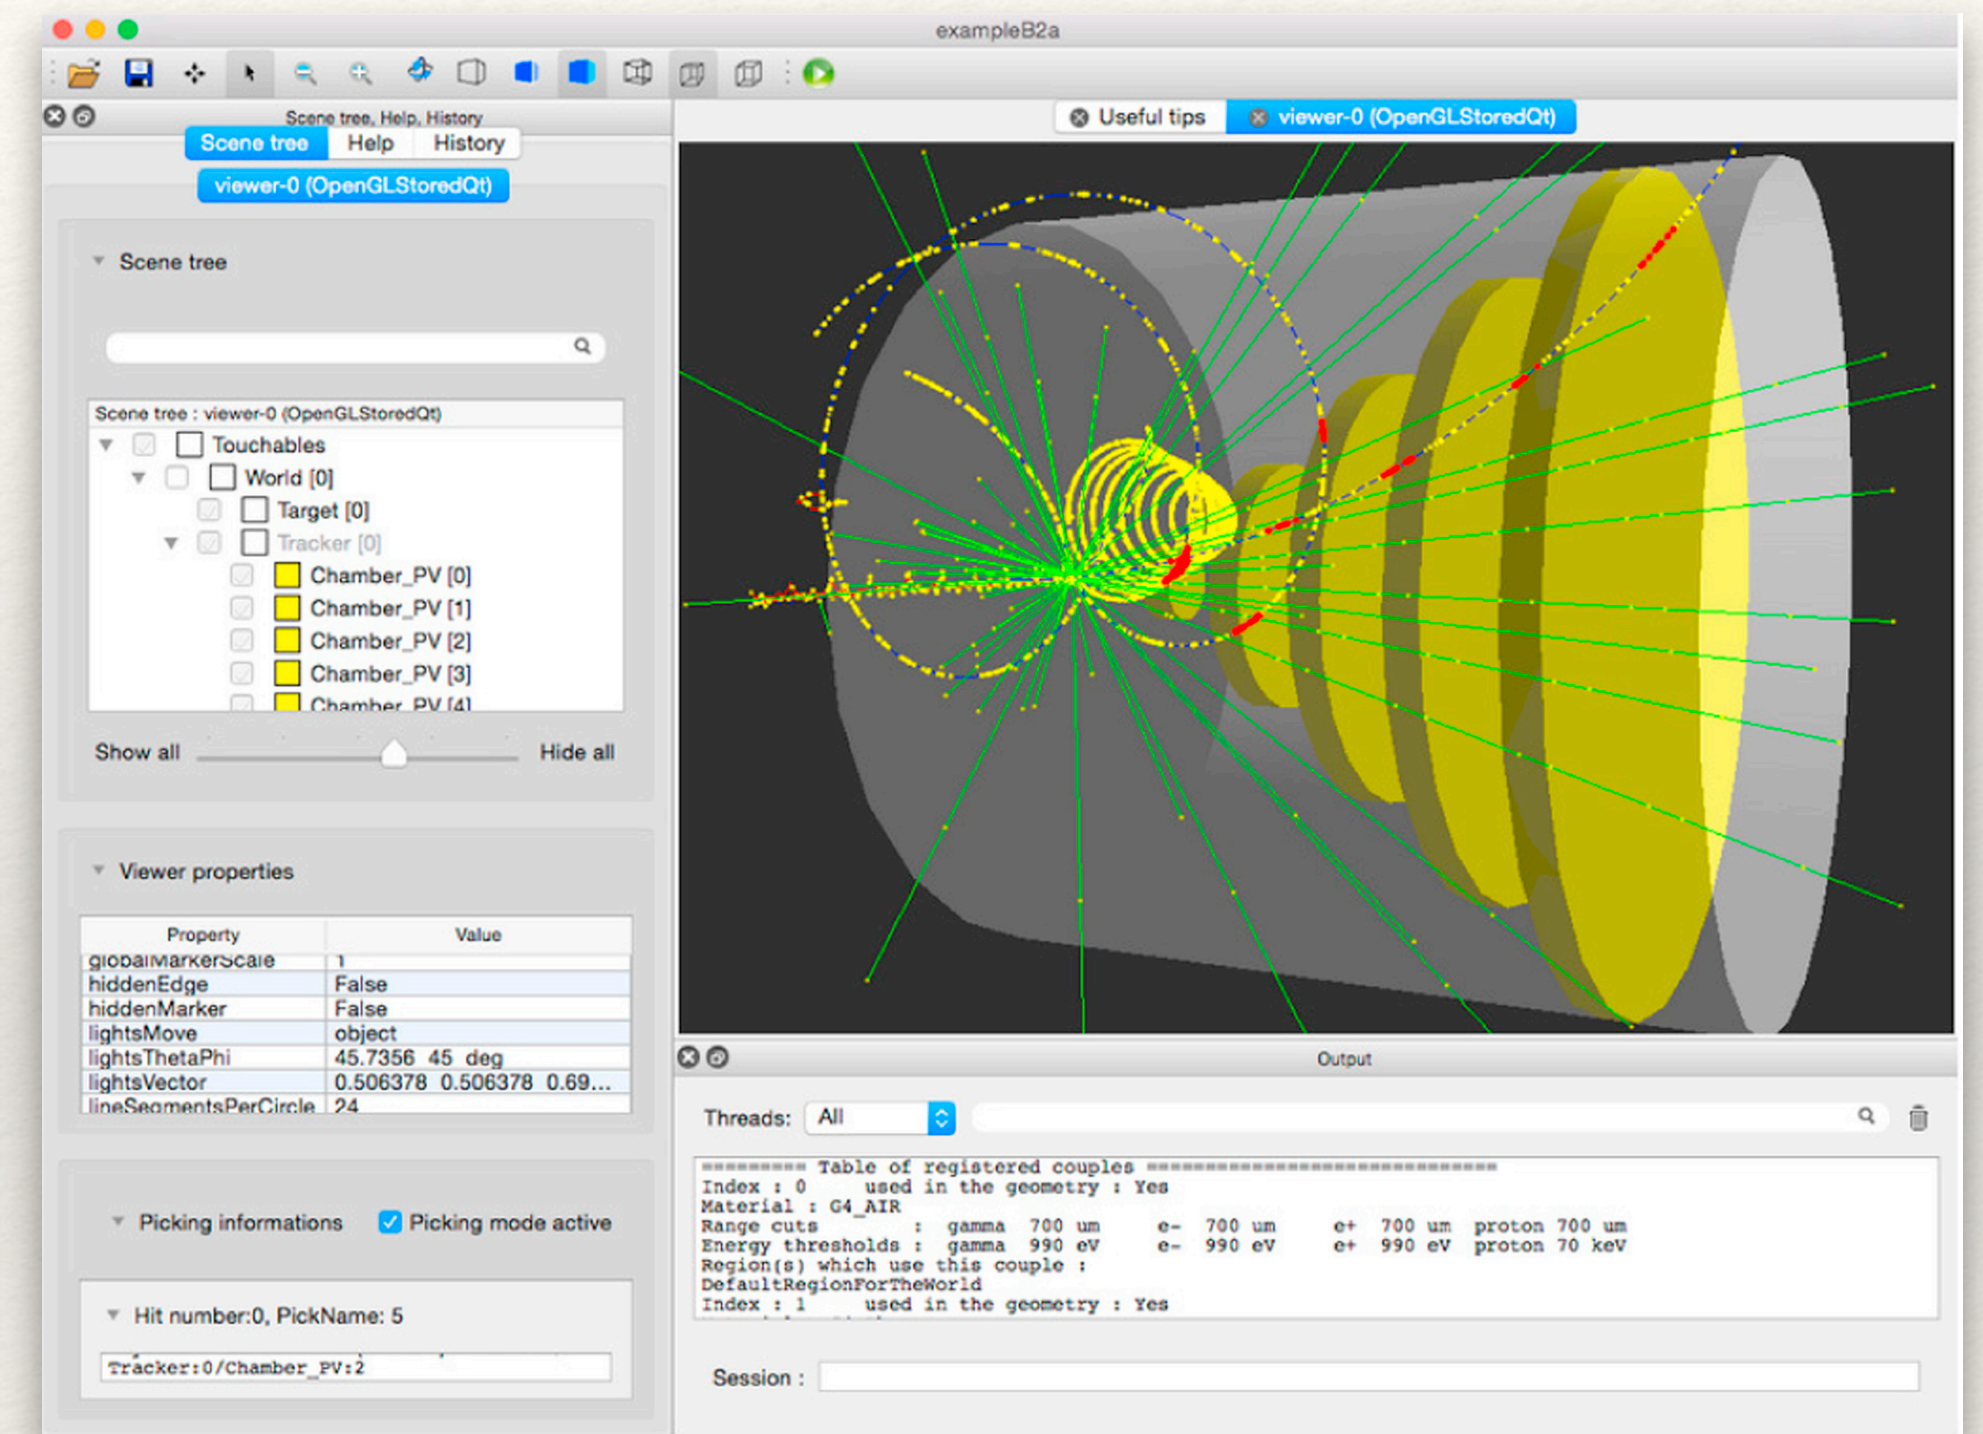 exampleB2a
Scene tree, Help, History
Scene tree Help History
viewer-0 (OpenGLStoredQt)
Scene tree
Scene tree : viewer-0 (OpenGLStoredQt)
Touchables
World [0]
Target [0]
Tracker [0]
Chamber_PV [0]
Chamber_PV [1]
Chamber_PV [2]
Chamber_PV [3]
Chamber_PV [4]
Show all Hide all
Viewer properties
Property Value
globalMarkerScale 1
hiddenEdge False
hiddenMarker False
lightsMove object
lightsThetaPhi 45.7356 45 deg
lightsVector 0.506378 0.506378 0.69...
lineSegmentsPerCircle 24
Picking informations Picking mode active
Hit number:0, PickName: 5
Tracker:0/Chamber_PV:2
Useful tips viewer-0 (OpenGLStoredQt)
Output
Threads: All
========= Table of registered couples ==============================
Index : 0 used in the geometry : Yes
Material : G4_AIR
Range cuts : gamma 700 um e- 700 um e+ 700 um proton 700 um
Energy thresholds : gamma 990 eV e- 990 eV e+ 990 eV proton 70 keV
Region(s) which use this couple :
DefaultRegionForTheWorld
Index : 1 used in the geometry : Yes
Session :